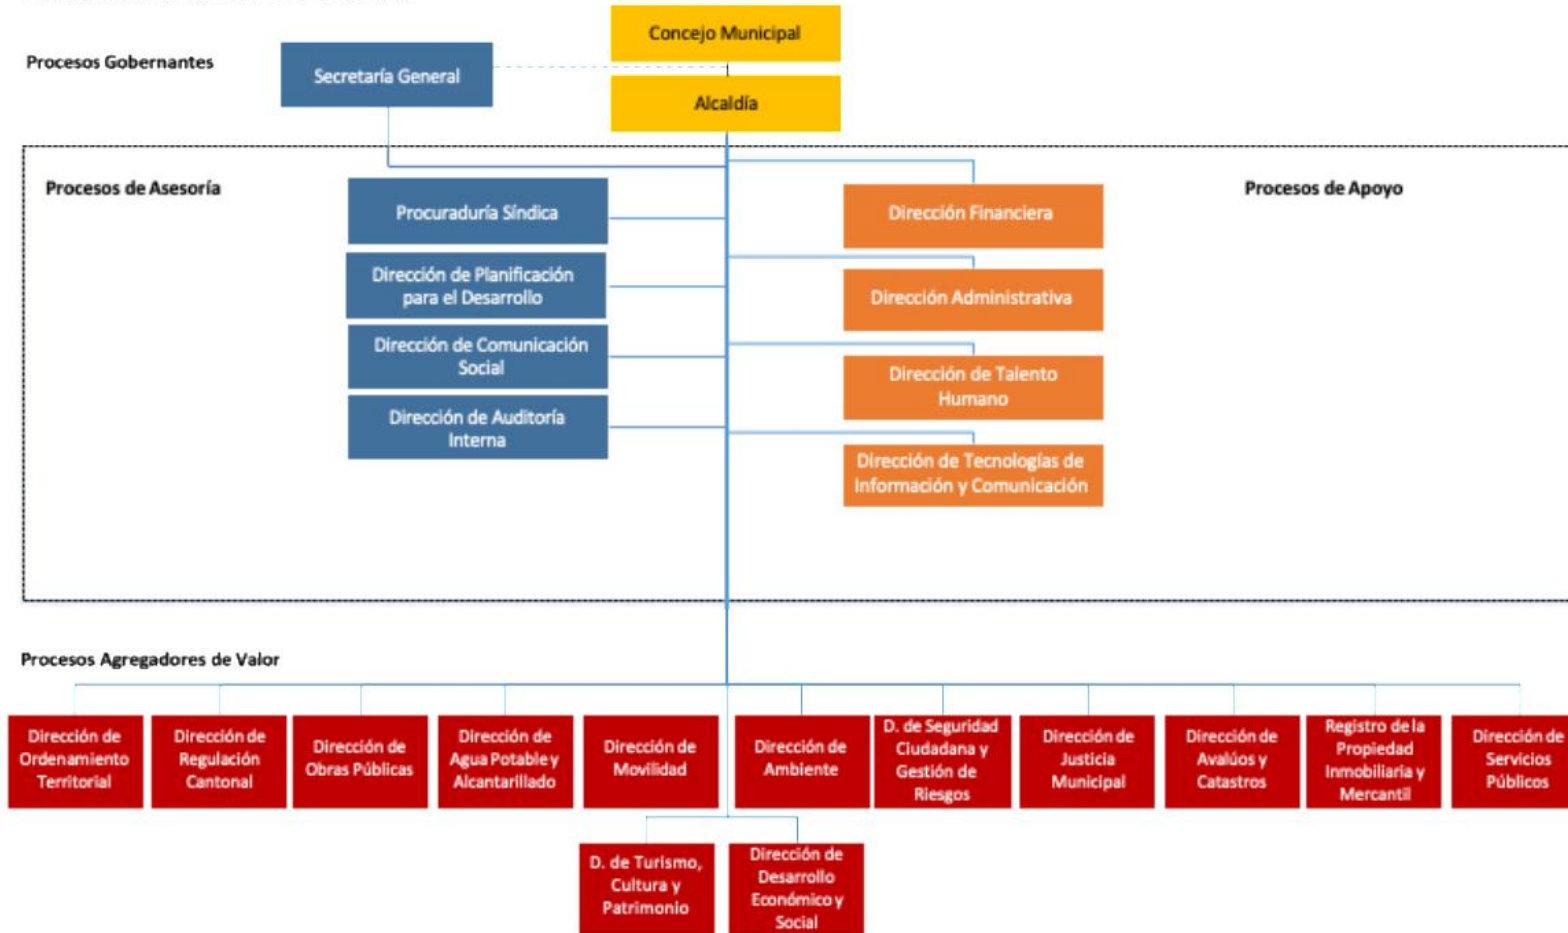 Concejo Municipal
Procesos Gobernantes
Secretaría General
Alcaldía
Procesos de Asesoría
Procesos de Apoyo
Procuraduría Síndica
Dirección de Planificación
para el Desarrollo
Dirección de Comunicación
Social
Dirección de Auditoría
Interna
Dirección Financiera
Dirección Administrativa
Dirección de Talento
Humano
Dirección de Tecnologías de
Información y Comunicación
Procesos Agregadores de Valor
Dirección de
Ordenamiento
Territorial
Dirección de
Regulación
Cantonal
Dirección de
Obras Públicas
Dirección de
Agua Potable y
Alcantarillado
Dirección de
Movilidad
Dirección de
Ambiente
D. de Seguridad
Ciudadana y
Gestión de
Riesgos
Dirección de
Justicia
Municipal
Dirección de
Avalúos y
Catastros
Registro de la
Propiedad
Inmobiliaria y
Mercantil
Dirección de
Servicios
Públicos
D. de Turismo,
Cultura y
Patrimonio
Dirección de
Desarrollo
Económico y
Social